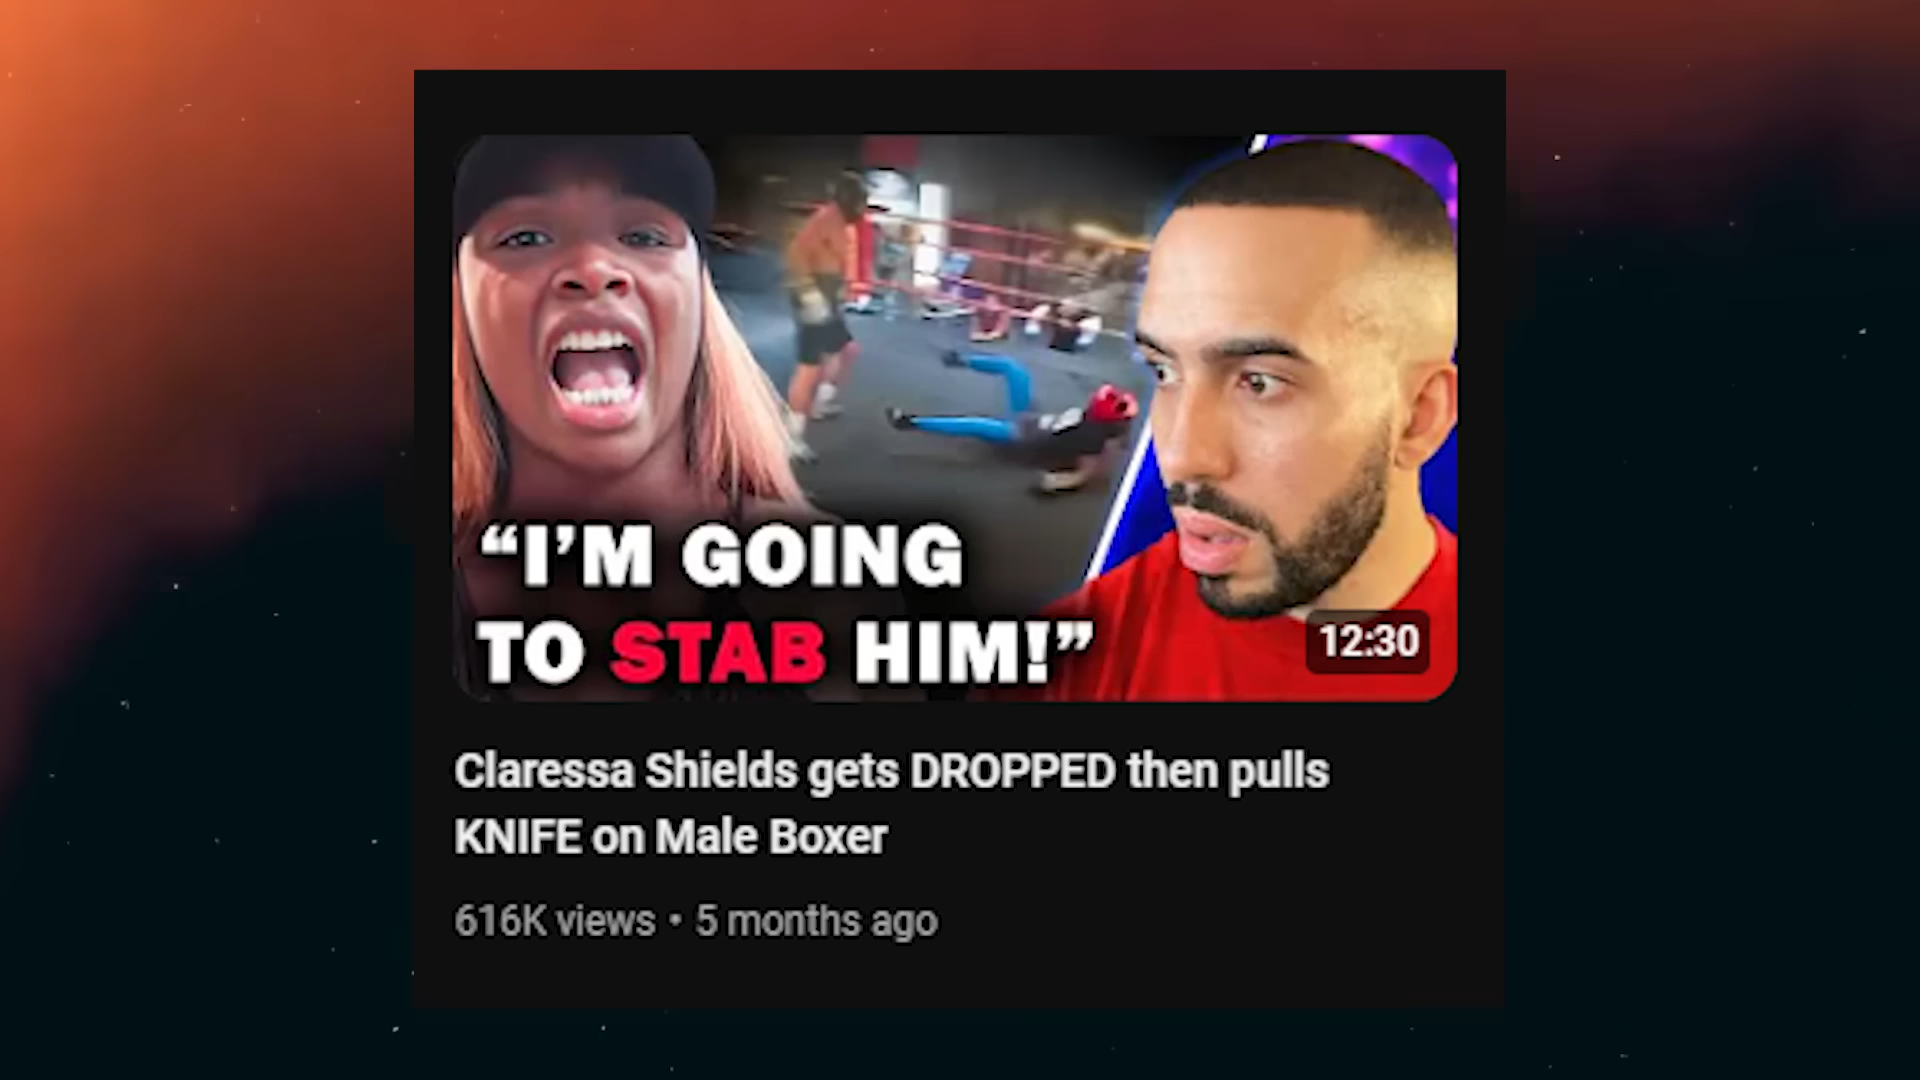 “I’M GOING
TO STAB HIM!”
12:30
Claressa Shields gets DROPPED then pulls
KNIFE on Male Boxer
616K views • 5 months ago